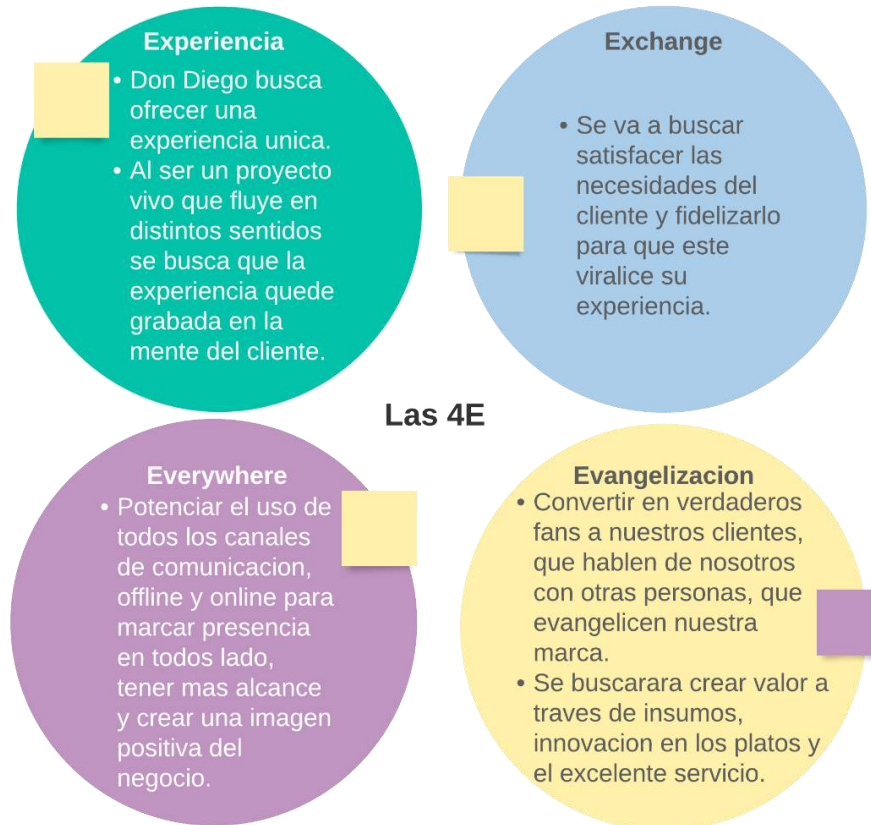 Experiencia
• Don Diego busca
ofrecer una
experiencia unica.
• Al ser un proyecto
vivo que fluye en
distintos sentidos
se busca que la
experiencia quede
grabada en la
mente del cliente.
Exchange
• Se va a buscar
satisfacer las
necesidades del
cliente y fidelizarlo
para que este
viralice su
experiencia.
Las 4E
Everywhere
• Potenciar el uso de
todos los canales
de comunicacion,
offline y online para
marcar presencia
en todos lado,
tener mas alcance
y crear una imagen
positiva del
negocio.
Evangelizacion
• Convertir en verdaderos
fans a nuestros clientes,
que hablen de nosotros
con otras personas, que
evangelicen nuestra
marca.
• Se buscarara crear valor a
traves de insumos,
innovacion en los platos y
el excelente servicio.